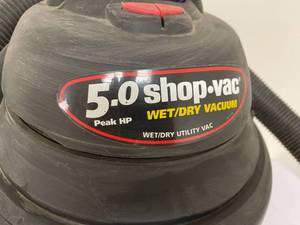 5.0 shop·vac®
Peak HP WET/DRY VACUUM
WET/DRY UTILITY VAC